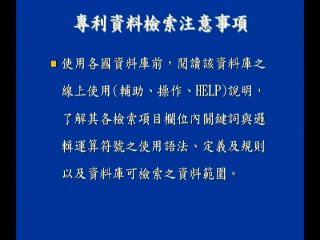 專利資料檢索注意事項
使用各國資料庫前，閱讀該資料庫之
線上使用(輔助、操作、HELP)說明，
了解其各檢索項目欄位內關鍵詞與邏
輯運算符號之使用語法、定義及規則
以及資料庫可檢索之資料範圍。